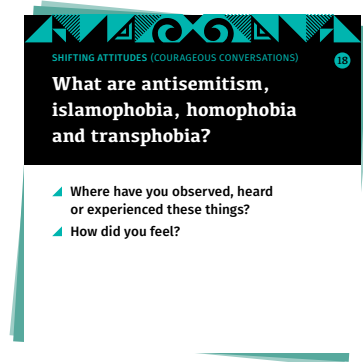 SHIFTING ATTITUDES (COURAGEOUS CONVERSATIONS)
18
What are antisemitism,
islamophobia, homophobia
and transphobia?
Where have you observed, heard
or experienced these things?
How did you feel?